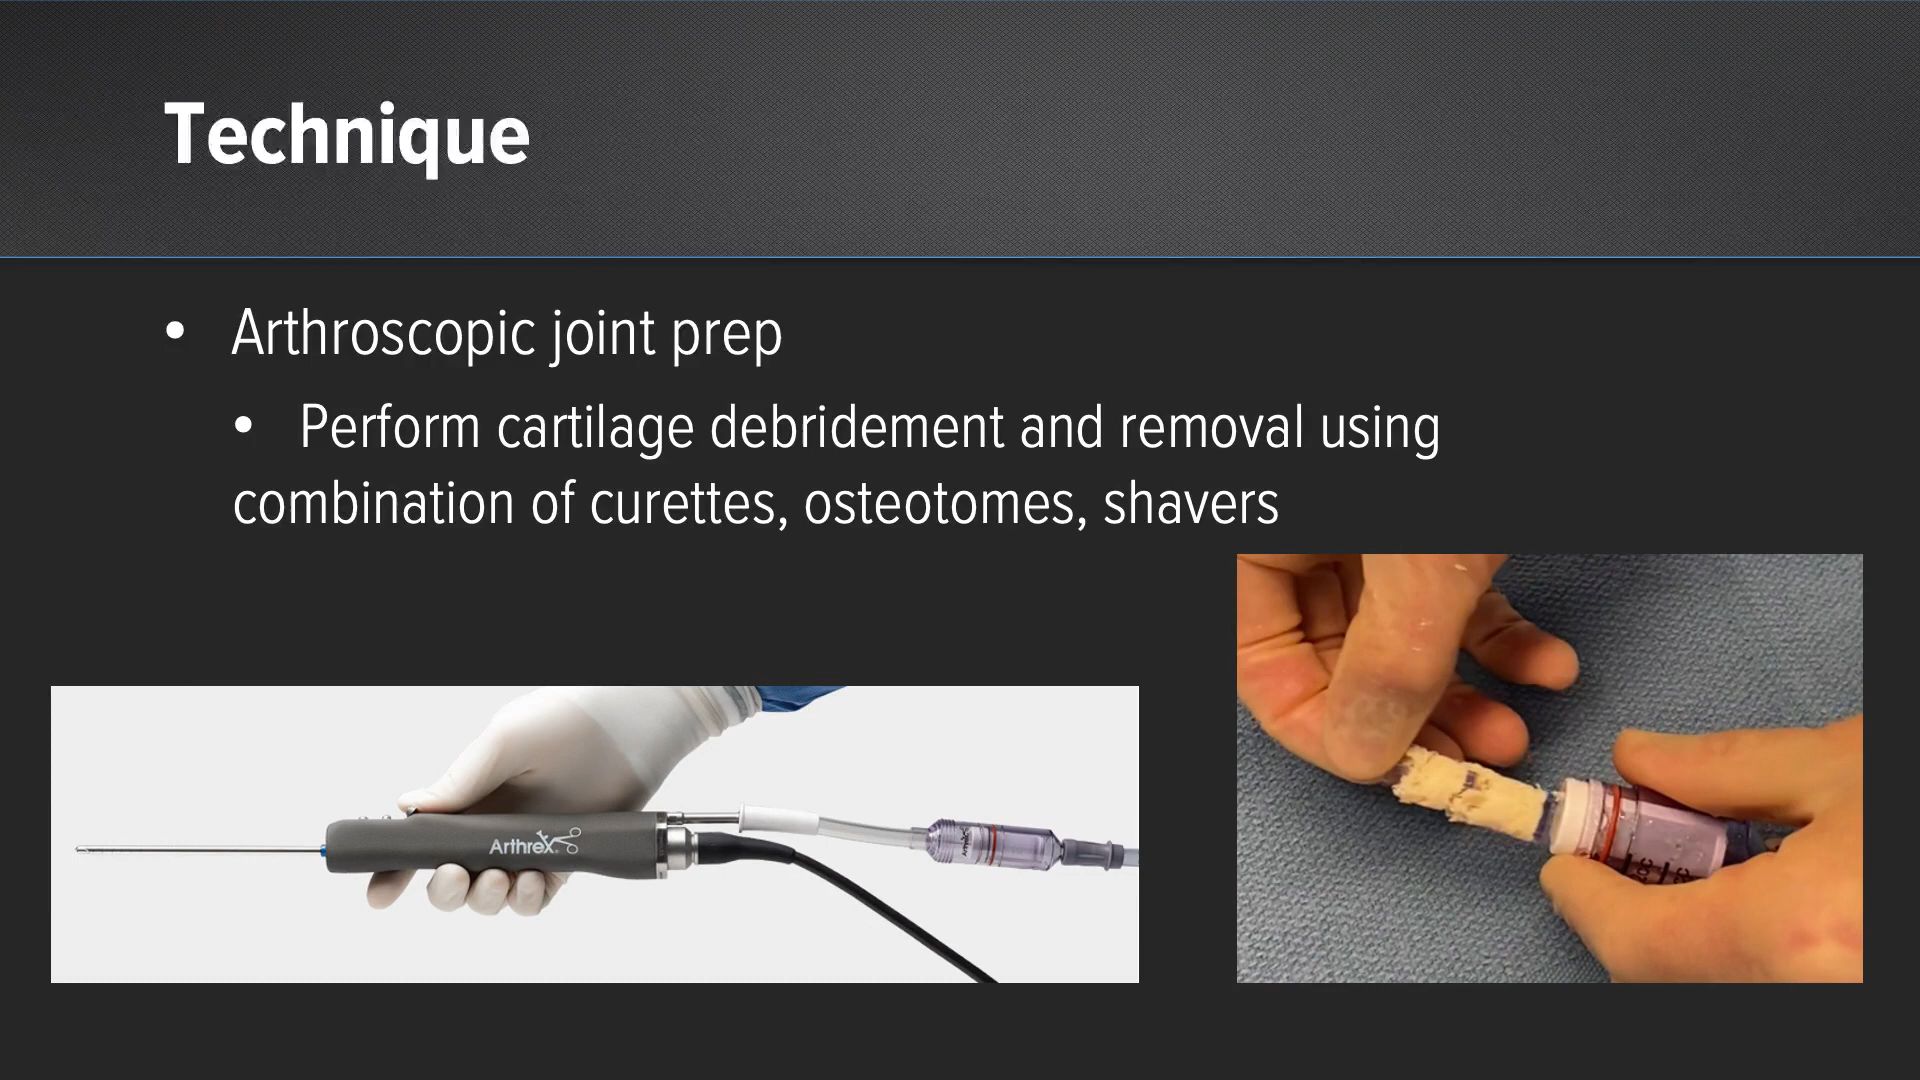 Technique
• Arthroscopic joint prep
• Perform cartilage debridement and removal using
combination of curettes, osteotomes, shavers
Arthrex